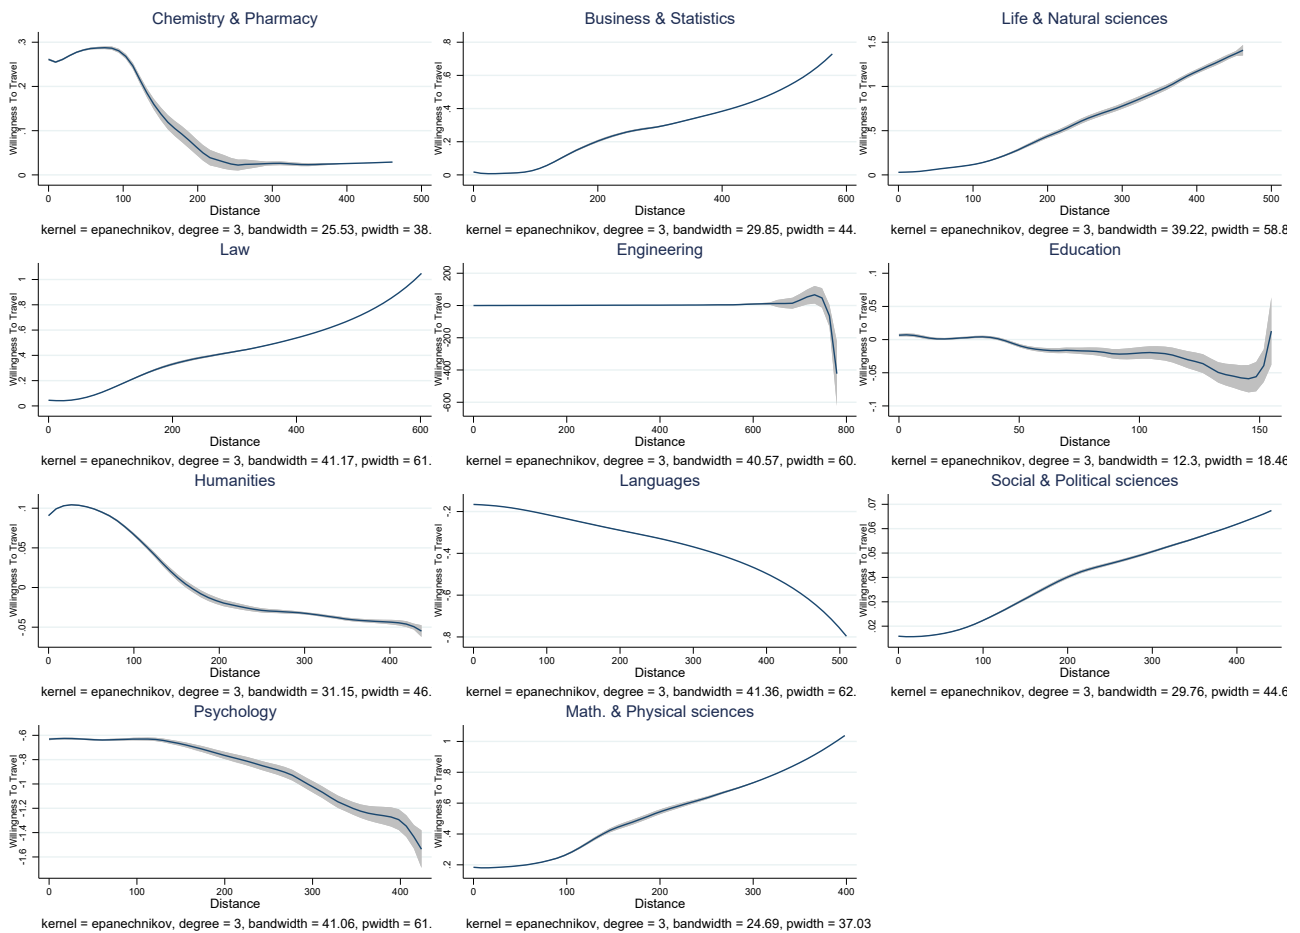 Chemistry & Pharmacy
Willingness To Travel
0 .1 .2 .3
0 100 200 300 400 500
Distance
kernel = epanechnikov, degree = 3, bandwidth = 25.53, pwidth = 38.
Business & Statistics
Willingness To Travel
0 .2 .4 .6 .8
0 200 400 600
Distance
kernel = epanechnikov, degree = 3, bandwidth = 29.85, pwidth = 44.
Life & Natural sciences
Willingness To Travel
0 .5 1 1.5
0 100 200 300 400 500
Distance
kernel = epanechnikov, degree = 3, bandwidth = 39.22, pwidth = 58.8
Law
Willingness To Travel
0 .2 .4 .6 .8 1
0 200 400 600
Distance
kernel = epanechnikov, degree = 3, bandwidth = 41.17, pwidth = 61.
Engineering
Willingness To Travel
-600 -400 -200 0 200
0 200 400 600 800
Distance
kernel = epanechnikov, degree = 3, bandwidth = 40.57, pwidth = 60.
Education
Willingness To Travel
-.1 -.05 0 .05 .1
0 50 100 150
Distance
kernel = epanechnikov, degree = 3, bandwidth = 12.3, pwidth = 18.46
Humanities
Willingness To Travel
-.05 0 .05 .1
0 100 200 300 400
Distance
kernel = epanechnikov, degree = 3, bandwidth = 31.15, pwidth = 46.
Languages
Willingness To Travel
-.8 -.6 -.4 -.2
0 100 200 300 400 500
Distance
kernel = epanechnikov, degree = 3, bandwidth = 41.36, pwidth = 62.
Social & Political sciences
Willingness To Travel
.02 .03 .04 .05 .06 .07
0 100 200 300 400
Distance
kernel = epanechnikov, degree = 3, bandwidth = 29.76, pwidth = 44.6
Psychology
Willingness To Travel
-1.6 -1.4 -1.2 -1 -.8 -.6
0 100 200 300 400
Distance
kernel = epanechnikov, degree = 3, bandwidth = 41.06, pwidth = 61.
Math. & Physical sciences
Willingness To Travel
.2 .4 .6 .8 1
0 100 200 300 400
Distance
kernel = epanechnikov, degree = 3, bandwidth = 24.69, pwidth = 37.03